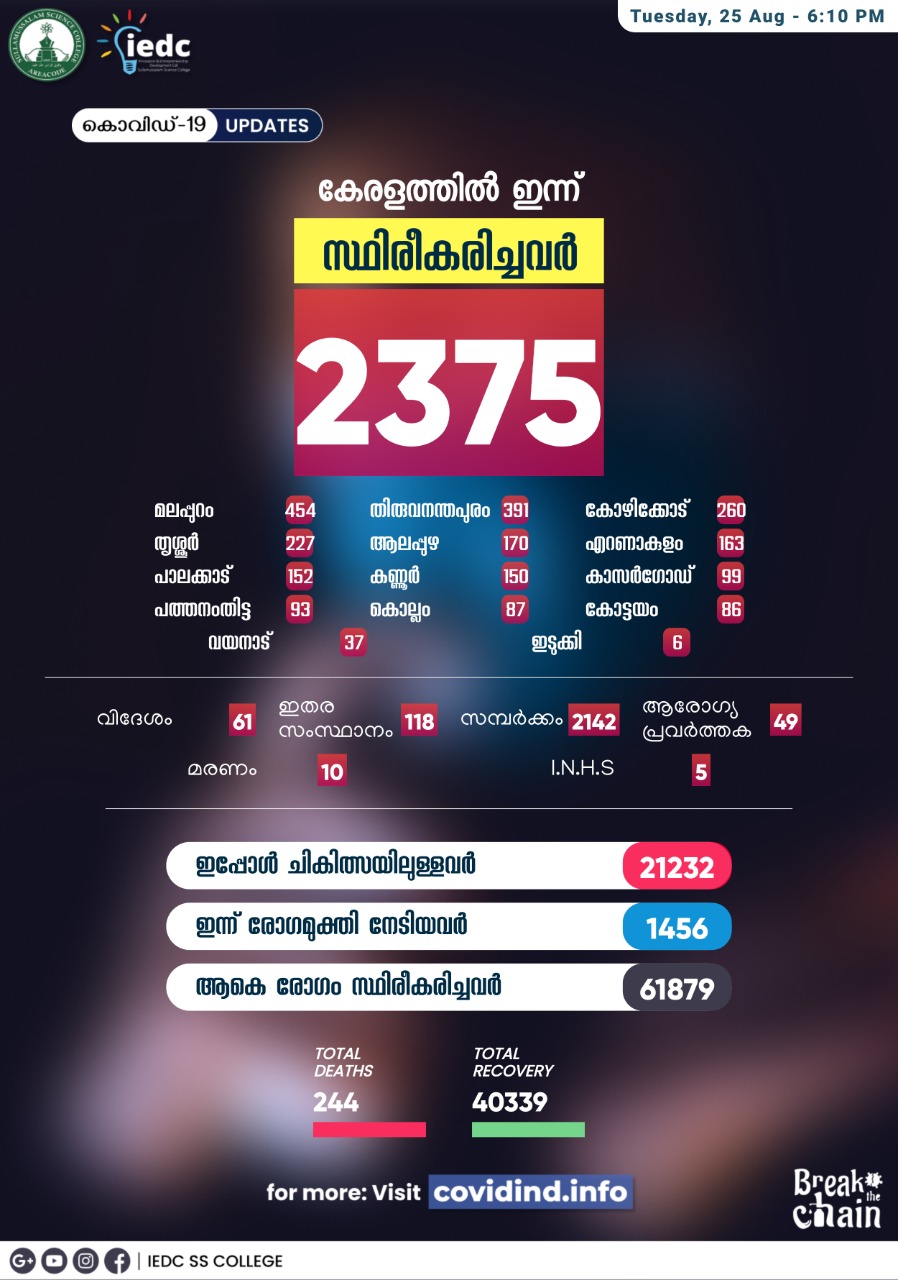 Tuesday, 25 Aug - 6:10 PM
SULLAMUSSALAM SCIENCE COLLEGE
AREACODE
iedc
കൊവിഡ്-19 UPDATES
കേരളത്തിൽ ഇന്ന്
സ്ഥിരീകരിച്ചവർ
2375
മലപ്പുറം 454 തിരുവനന്തപുരം 391 കോഴിക്കോട് 260
തൃശ്ശൂർ 227 ആലപ്പുഴ 170 എറണാകുളം 163
പാലക്കാട് 152 കണ്ണൂർ 150 കാസർഗോഡ് 99
പത്തനംതിട്ട 93 കൊല്ലം 87 കോട്ടയം 86
വയനാട് 37 ഇടുക്കി 6
വിദേശം 61 ഇതര സംസ്ഥാനം 118 സമ്പർക്കം 2142 ആരോഗ്യ പ്രവർത്തക 49
മരണം 10 I.N.H.S 5
ഇപ്പോൾ ചികിത്സയിലുള്ളവർ 21232
ഇന്ന് രോഗമുക്തി നേടിയവർ 1456
ആകെ രോഗം സ്ഥിരീകരിച്ചവർ 61879
TOTAL DEATHS
244
TOTAL RECOVERY
40339
for more: Visit covidind.info
Break the chain
IEDC SS COLLEGE